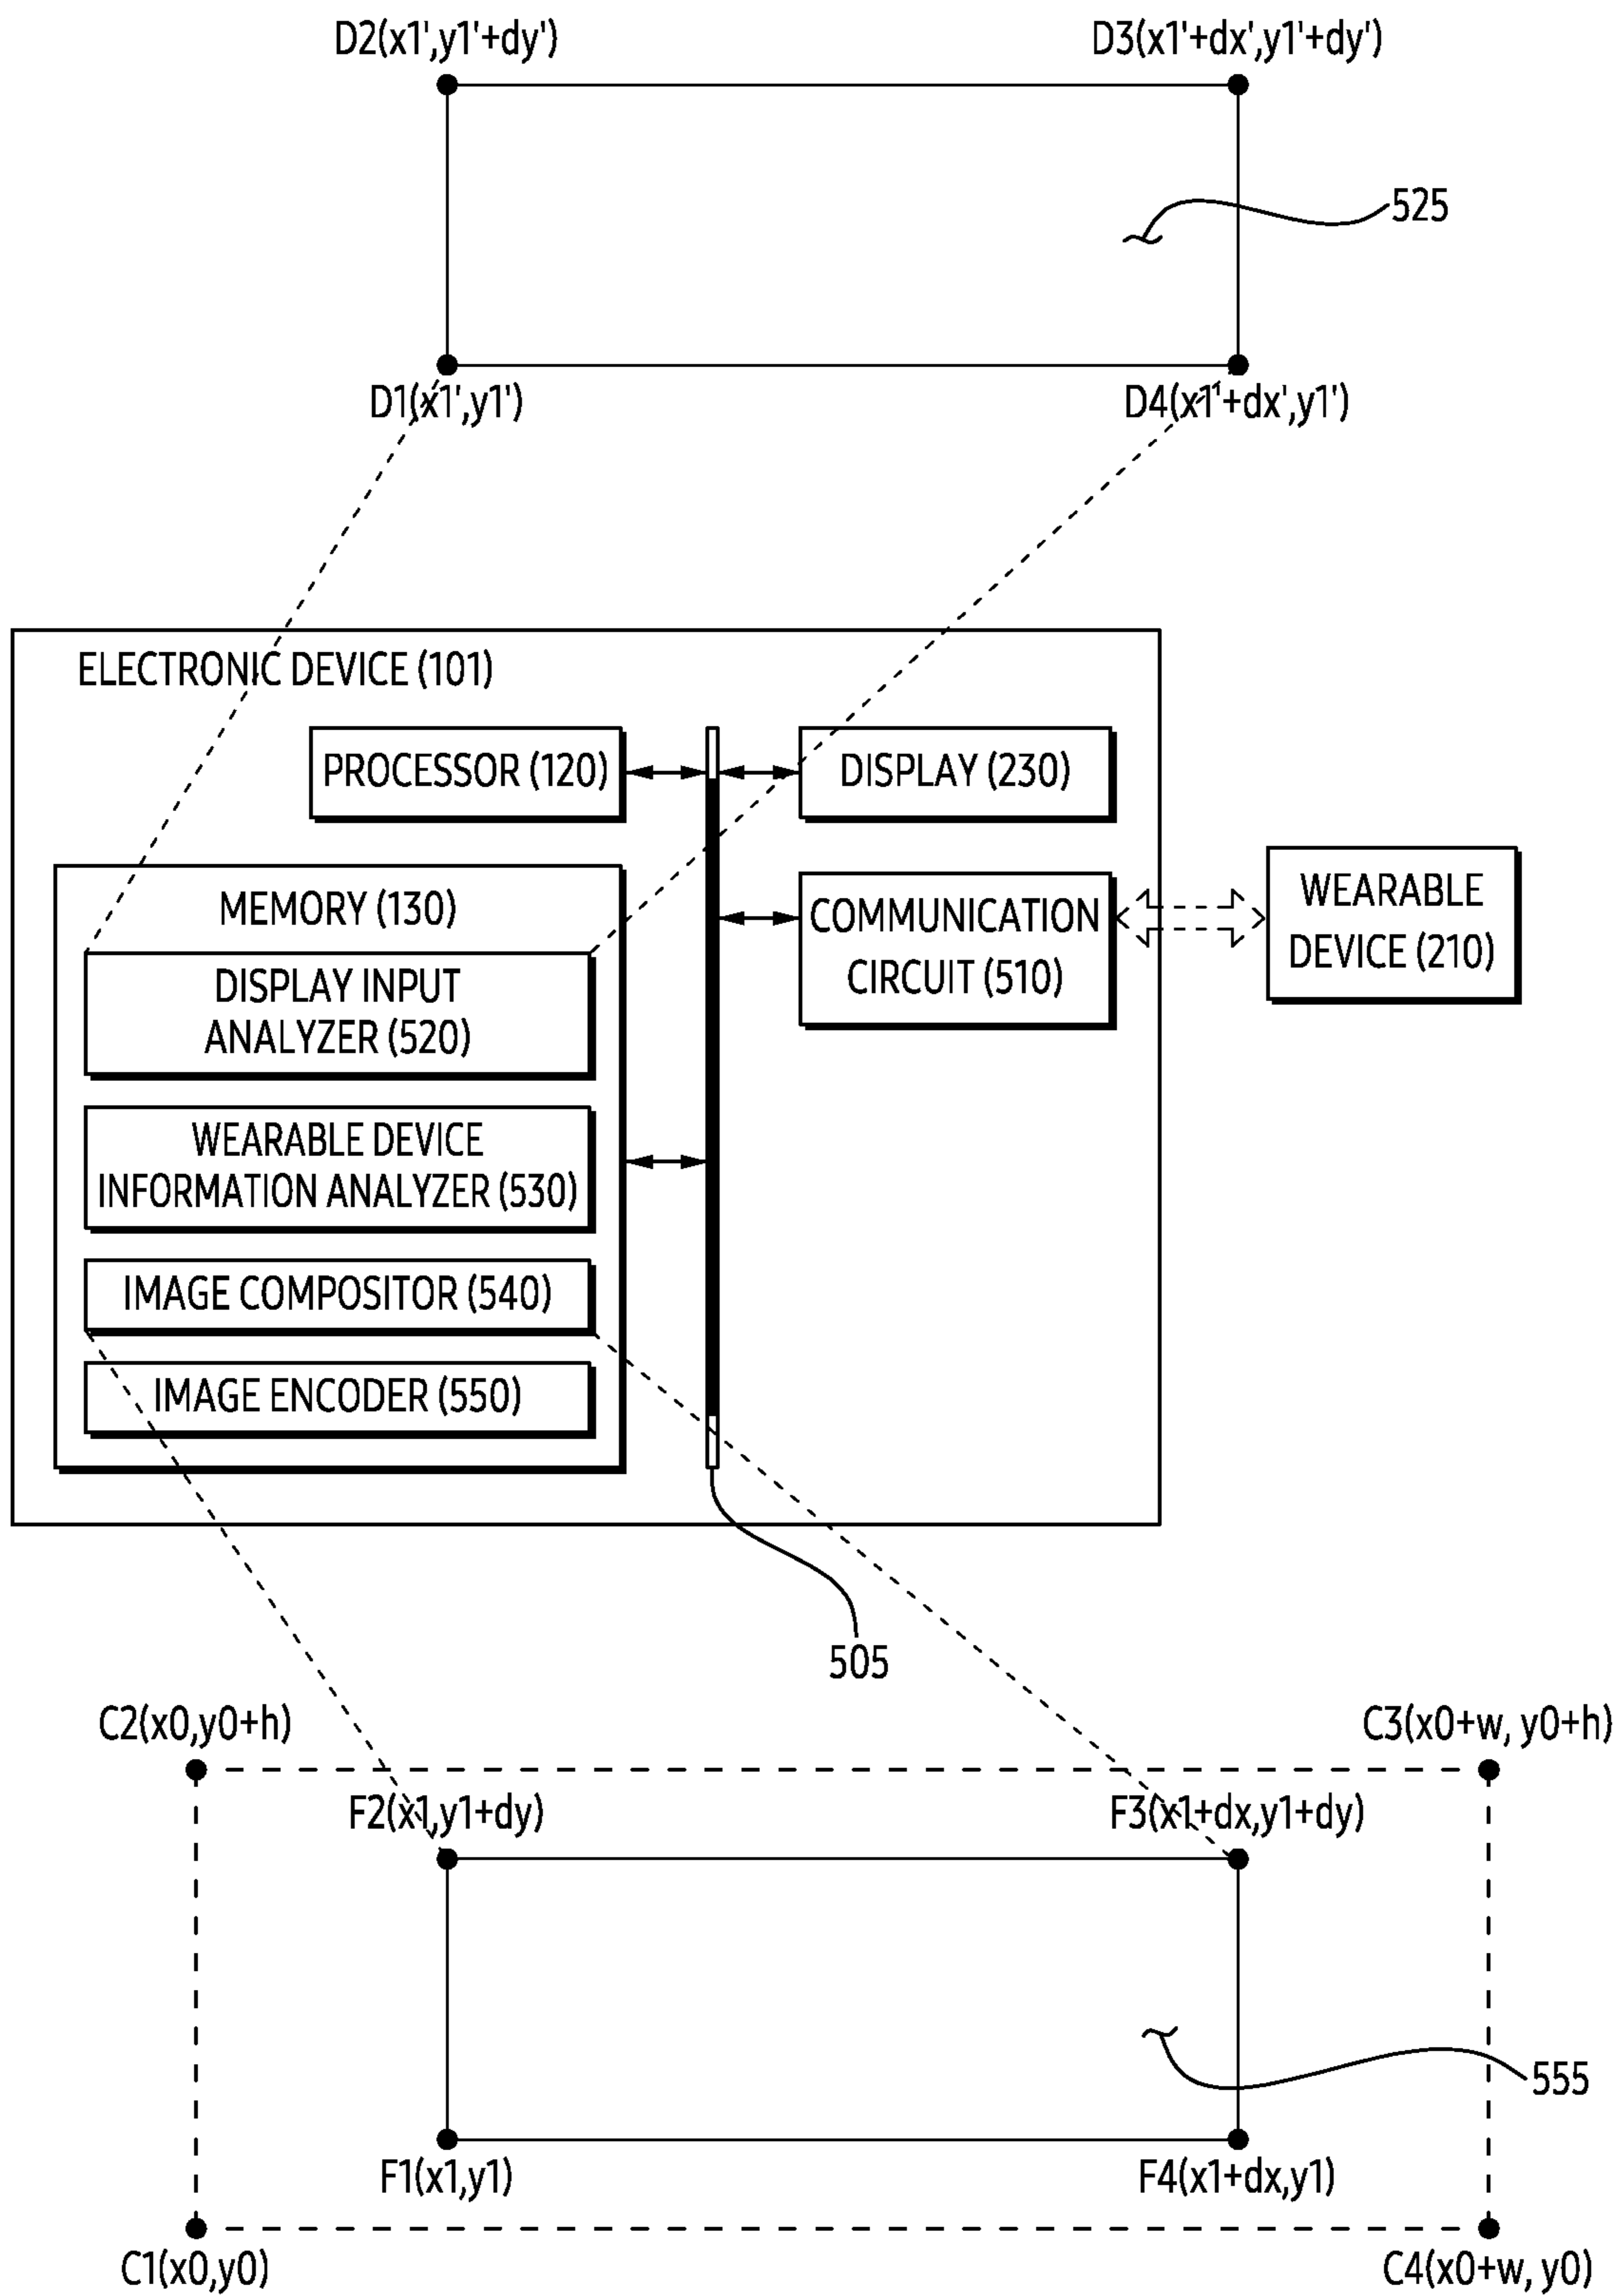 D2(x1',y1'+dy')
D3(x1'+dx',y1'+dy')
525
D1(x1',y1')
D4(x1'+dx',y1')
ELECTRONIC DEVICE (101)
PROCESSOR (120)
DISPLAY (230)
MEMORY (130)
COMMUNICATION
CIRCUIT (510)
WEARABLE
DEVICE (210)
DISPLAY INPUT
ANALYZER (520)
WEARABLE DEVICE
INFORMATION ANALYZER (530)
IMAGE COMPOSITOR (540)
IMAGE ENCODER (550)
505
C2(x0,y0+h)
C3(x0+w, y0+h)
F2(x1,y1+dy)
F3(x1+dx,y1+dy)
555
F1(x1,y1)
F4(x1+dx,y1)
C1(x0,y0)
C4(x0+w, y0)